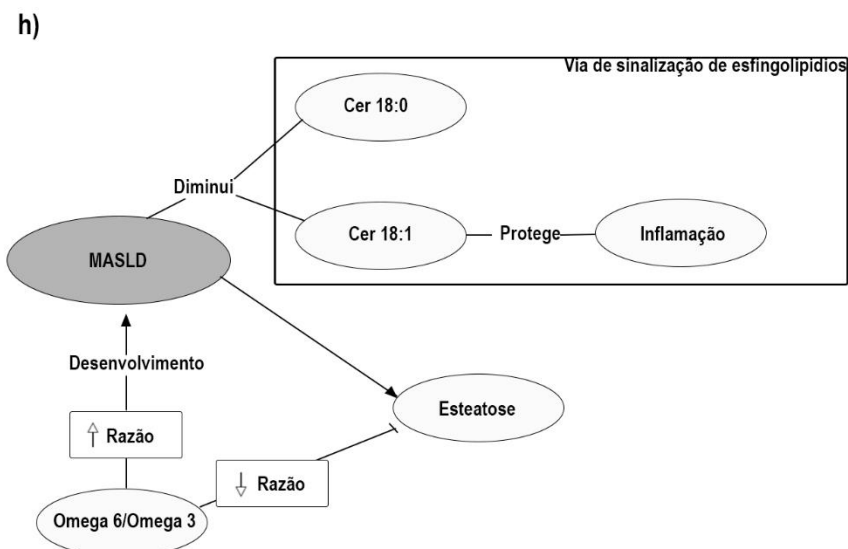 h)
Via de sinalização de esfingolipídios
Cer 18:0
Diminui
Cer 18:1
Protege
Inflamação
MASLD
Desenvolvimento
Esteatose
↑ Razão
↓ Razão
Omega 6/Omega 3